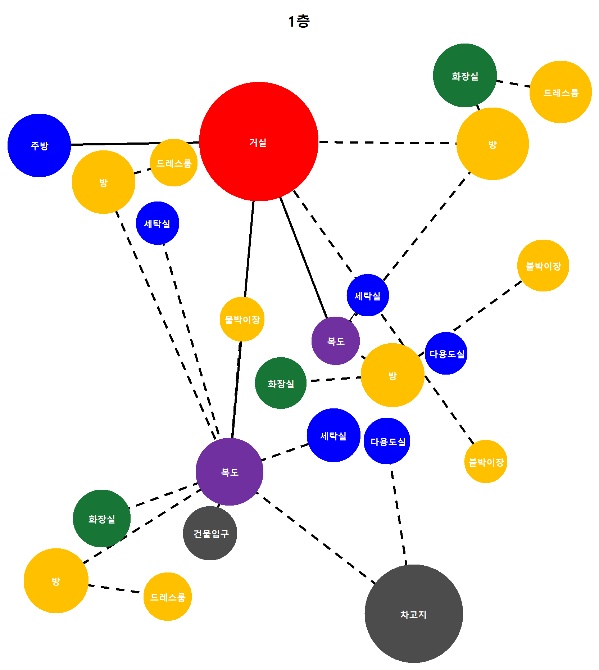 1층
화장실
드레스룸
거실
방
주방
드레스룸
방
세탁실
붙박이장
세탁실
붙박이장
복도
다용도실
방
화장실
세탁실
다용도실
붙박이장
복도
화장실
건물입구
방
드레스룸
차고지